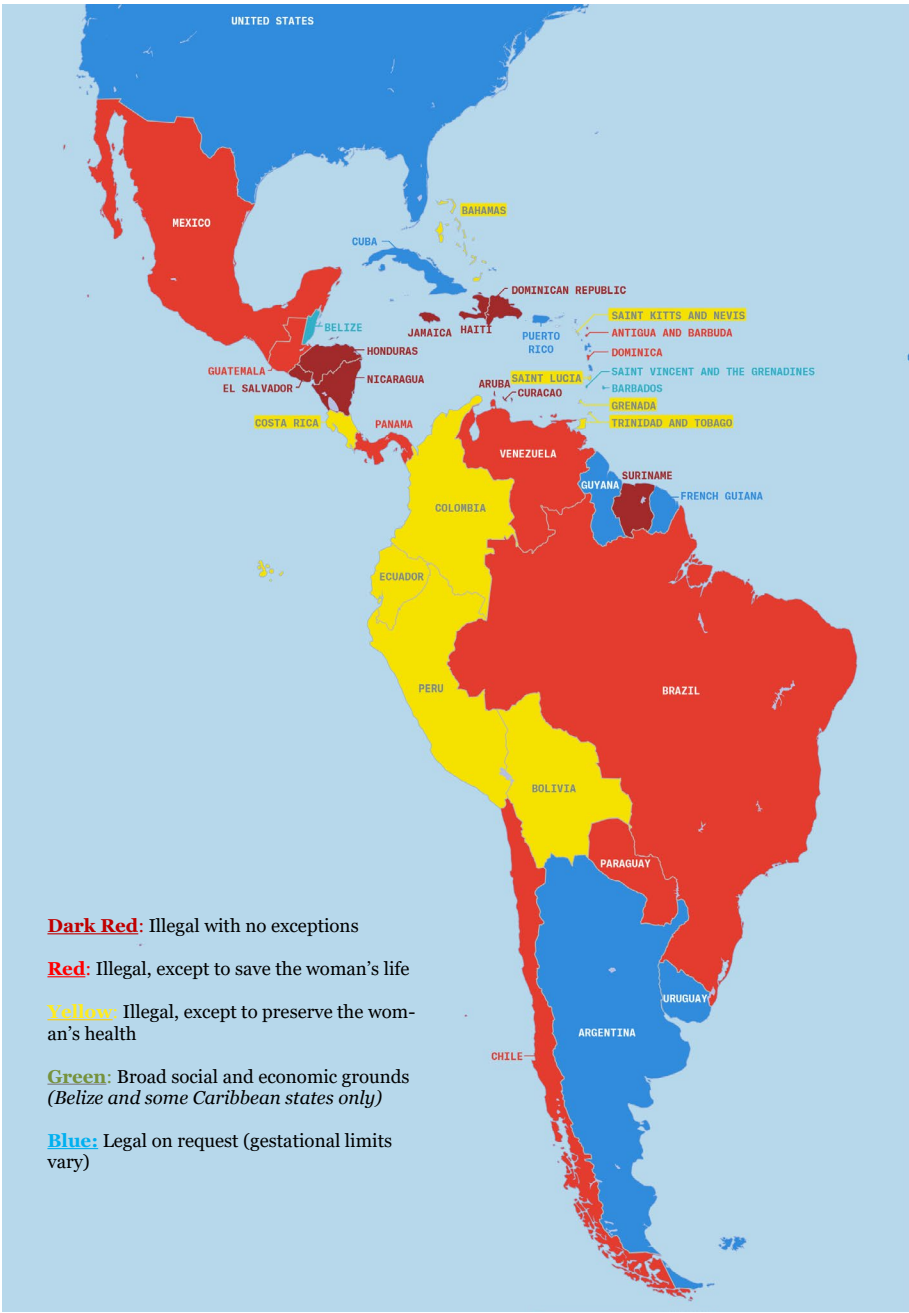 UNITED STATES
MEXICO
BAHAMAS
CUBA
DOMINICAN REPUBLIC
JAMAICA
HAITI
PUERTO
RICO
SAINT KITTS AND NEVIS
ANTIGUA AND BARBUDA
DOMINICA
SAINT VINCENT AND THE GRENADINES
SAINT LUCIA
BARBADOS
GRENADA
TRINIDAD AND TOBAGO
BELIZE
HONDURAS
GUATEMALA
NICARAGUA
EL SALVADOR
ARUBA
CURACAO
COSTA RICA
PANAMA
VENEZUELA
GUYANA
SURINAME
FRENCH GUIANA
COLOMBIA
ECUADOR
PERU
BRAZIL
BOLIVIA
PARAGUAY
URUGUAY
ARGENTINA
CHILE
Dark Red: Illegal with no exceptions
Red: Illegal, except to save the woman’s life
Yellow: Illegal, except to preserve the wom-
an’s health
Green: Broad social and economic grounds
(Belize and some Caribbean states only)
Blue: Legal on request (gestational limits
vary)